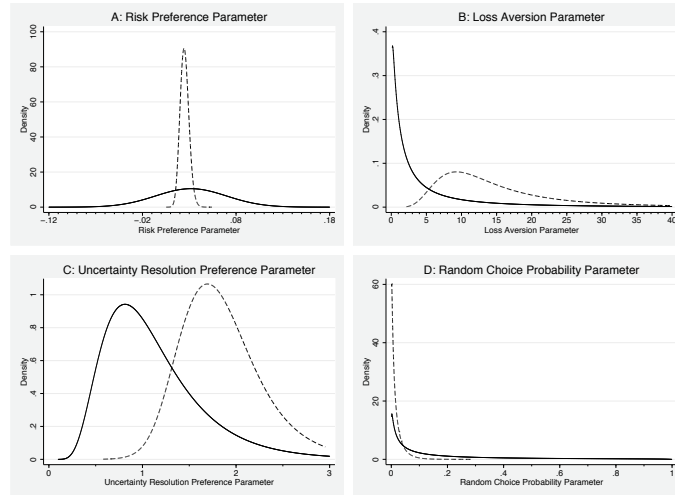 A: Risk Preference Parameter
Density
0 20 40 60 80 100
-.12 -.02 .08 .18
Risk Preference Parameter
B: Loss Aversion Parameter
Density
0 .1 .2 .3 .4
0 5 10 15 20 25 30 35 40
Loss Aversion Parameter
C: Uncertainty Resolution Preference Parameter
Density
0 .2 .4 .6 .8 1
0 1 2 3
Uncertainty Resolution Preference Parameter
D: Random Choice Probability Parameter
Density
0 20 40 60
0 .2 .4 .6 .8 1
Random Choice Probability Parameter